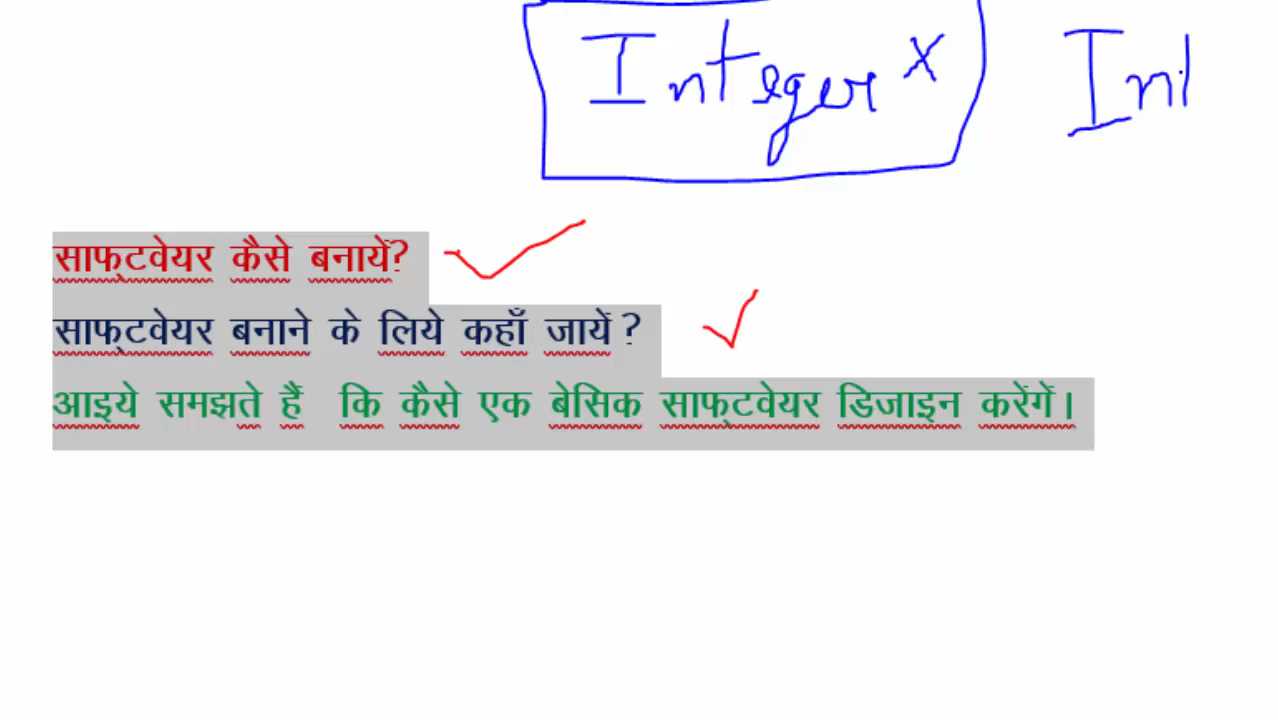 Integer x Int
साफ्टवेयर कैसे बनायें?
साफ्टवेयर बनाने के लिये कहाँ जायें ?
आइये समझते हैं कि कैसे एक बेसिक साफ्टवेयर डिजाइन करेंगें।